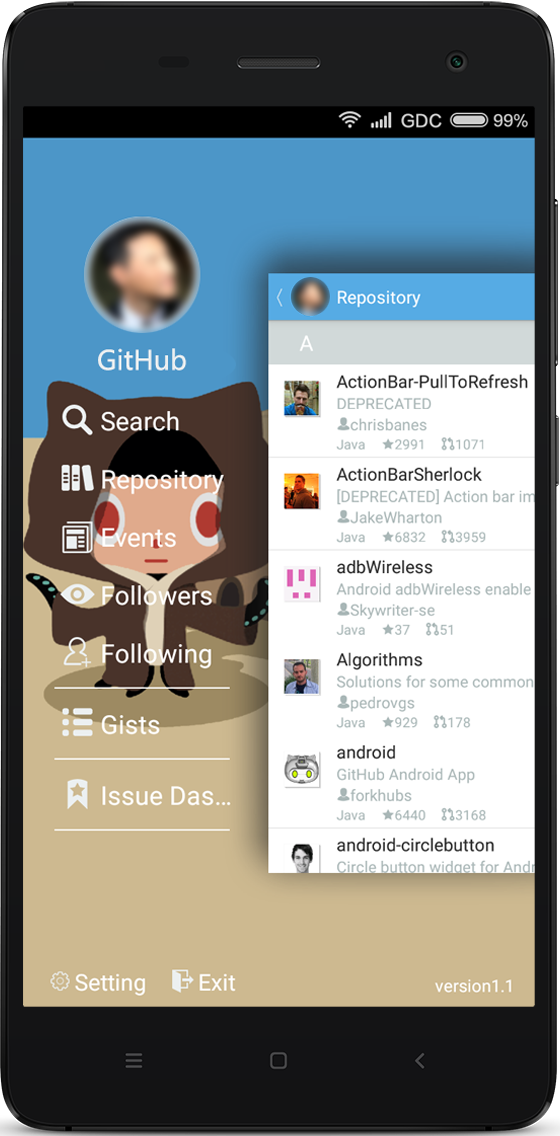 GDC 99%
GitHub
Search
Repository
Events
Followers
Following
Gists
Issue Das...
Setting
Exit
version1.1
Repository
A
ActionBar-PullToRefresh
DEPRECATED
chrisbanes
Java 2991 1071
ActionBarSherlock
[DEPRECATED] Action bar im
JakeWharton
Java 6832 3959
adbWireless
Android adbWireless enable
Skywriter-se
Java 37 51
Algorithms
Solutions for some common
pedrovgs
Java 929 178
android
GitHub Android App
forkhubs
Java 6440 3168
android-circlebutton
Circle button widget for Andr